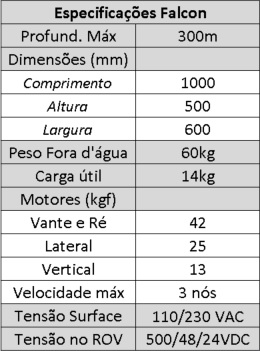 Especificações Falcon
Profund. Máx 300m
Dimensões (mm)
Comprimento 1000
Altura 500
Largura 600
Peso Fora d'água 60kg
Carga útil 14kg
Motores (kgf)
Vante e Ré 42
Lateral 25
Vertical 13
Velocidade máx 3 nós
Tensão Surface 110/230 VAC
Tensão no ROV 500/48/24VDC